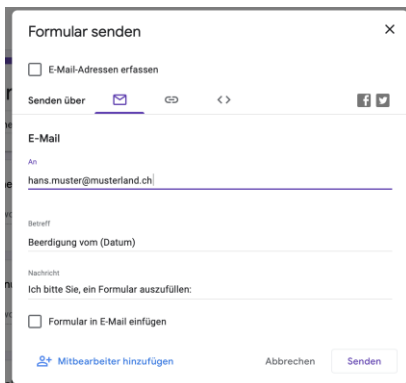 Formular senden
E-Mail-Adressen erfassen
Senden über
E-Mail
An
hans.muster@musterland.ch
Betreff
Beerdigung vom (Datum)
Nachricht
Ich bitte Sie, ein Formular auszufüllen:
Formular in E-Mail einfügen
Mitbearbeiter hinzufügen
Abbrechen
Senden